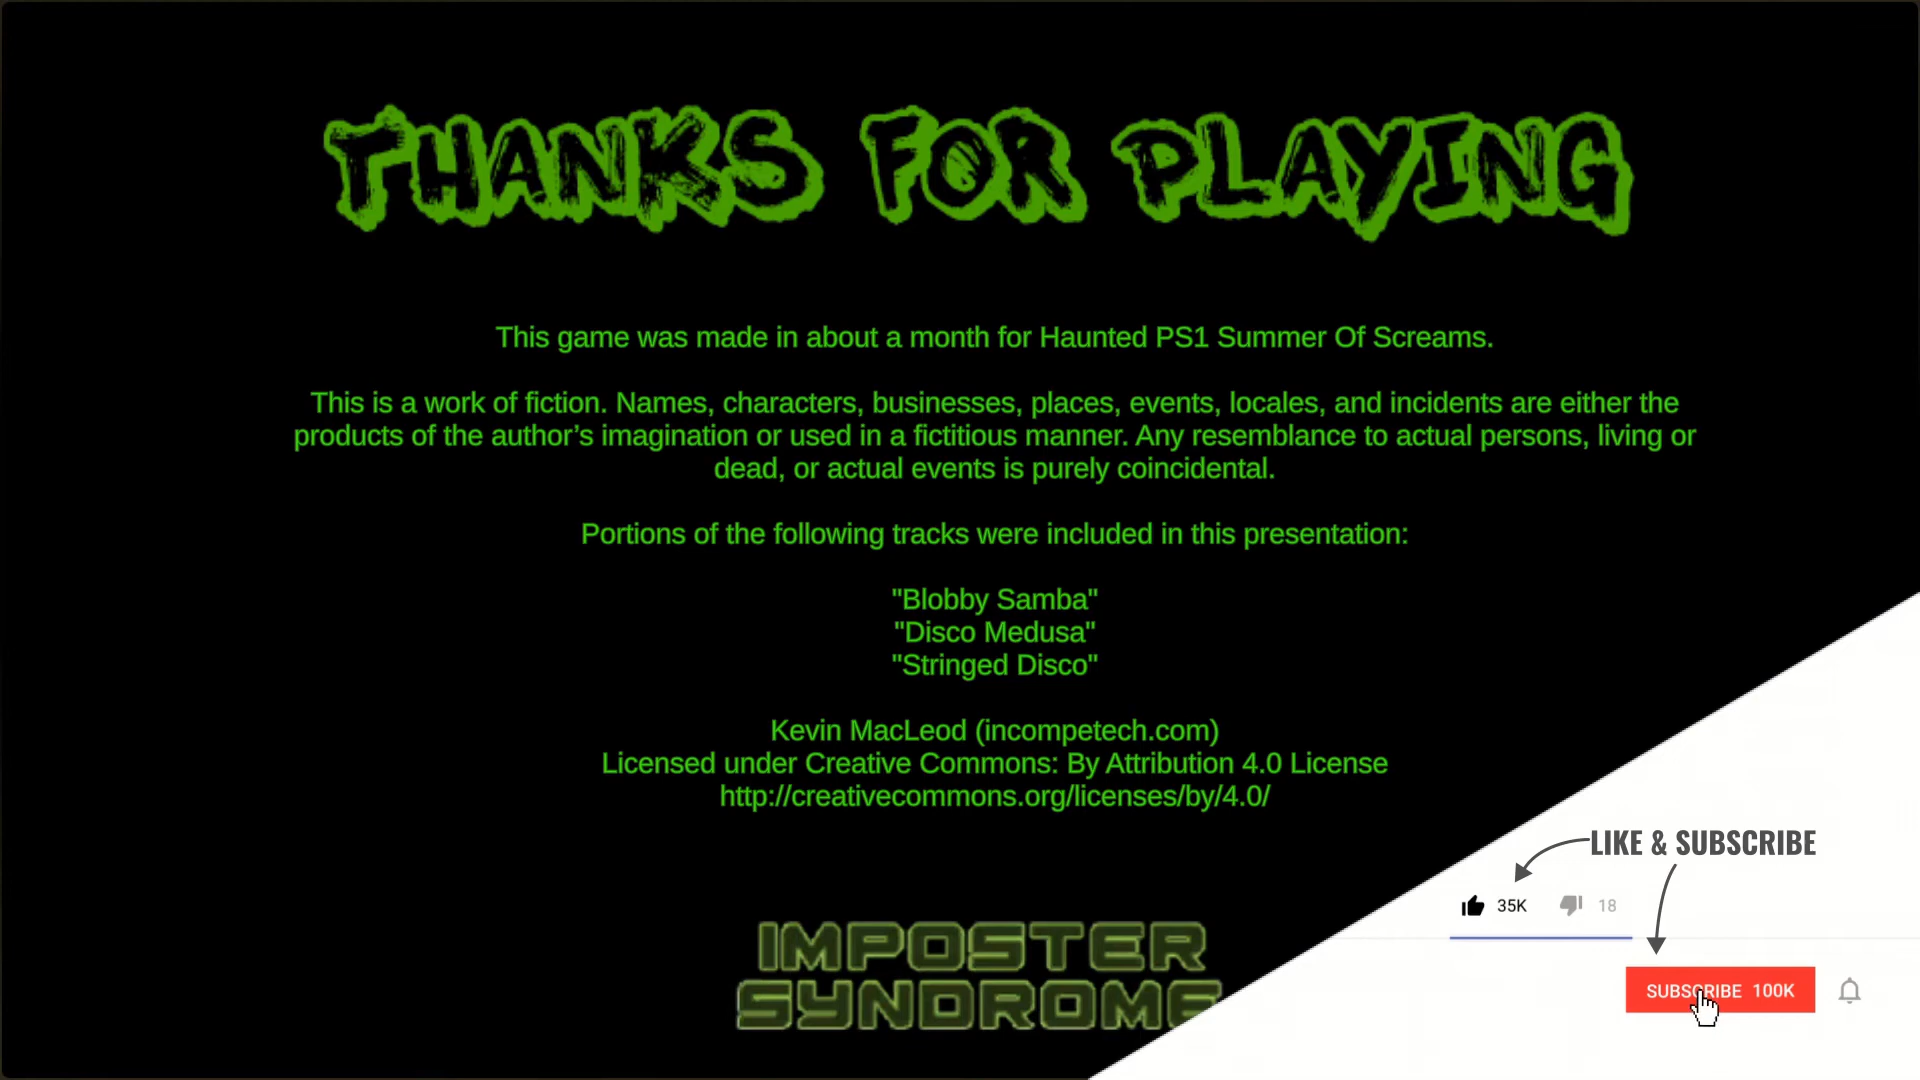 THANKS FOR PLAYING
This game was made in about a month for Haunted PS1 Summer Of Screams.
This is a work of fiction. Names, characters, businesses, places, events, locales, and incidents are either the
products of the author’s imagination or used in a fictitious manner. Any resemblance to actual persons, living or
dead, or actual events is purely coincidental.
Portions of the following tracks were included in this presentation:
"Blobby Samba"
"Disco Medusa"
"Stringed Disco"
Kevin MacLeod (incompetech.com)
Licensed under Creative Commons: By Attribution 4.0 License
http://creativecommons.org/licenses/by/4.0/
LIKE & SUBSCRIBE
35K 18
IMPOSTER
SYNDROME
SUBSCRIBE 100K